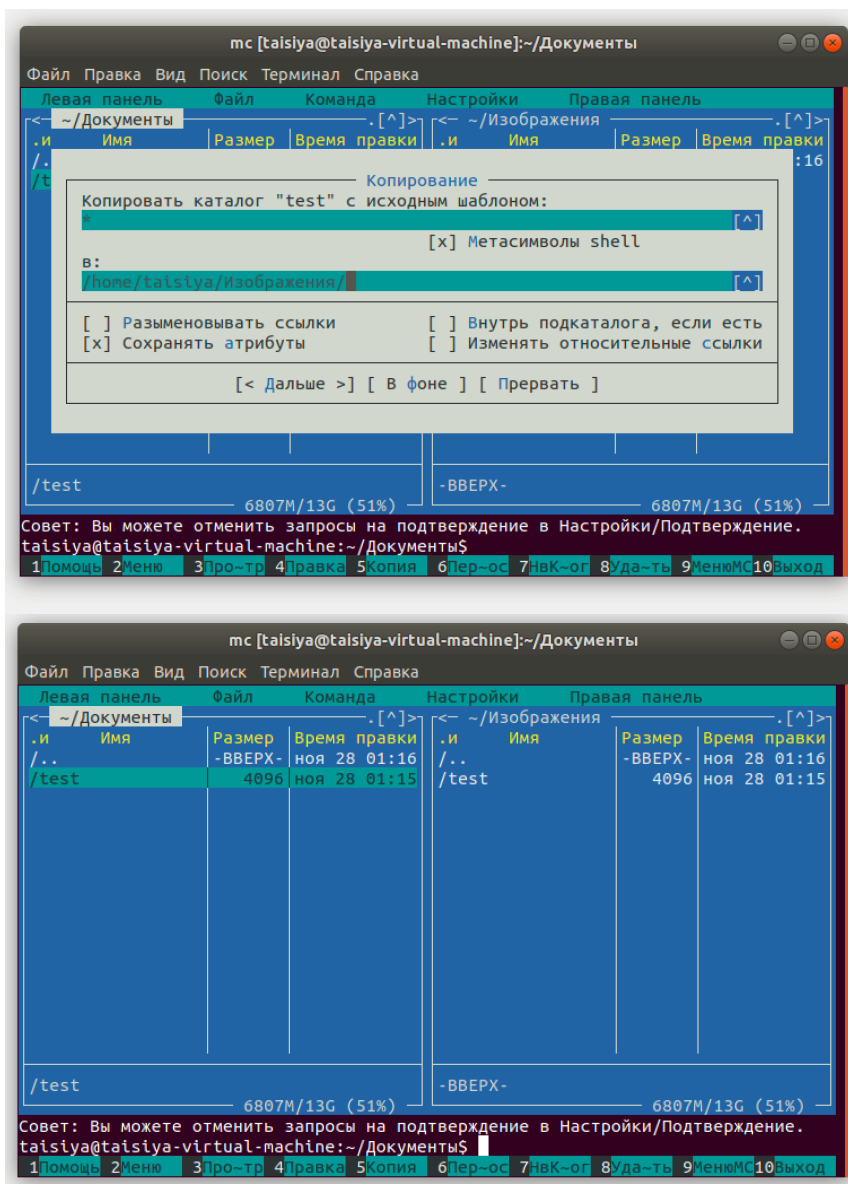 mc [taisiya@taisiya-virtual-machine]:~/Документы
Файл Правка Вид Поиск Терминал Справка
Левая панель Файл Команда Настройки Правая панель
<─ ~/Документы .[^]> <─ ~/Изображения .[^]>
.и Имя Размер Время правки .и Имя Размер Время правки
/. :16
/t
Копирование
Копировать каталог "test" с исходным шаблоном:
* [^]
[x] Метасимволы shell
в:
/home/taisiya/Изображения/ [^]
[ ] Разыменовывать ссылки [ ] Внутрь подкаталога, если есть
[x] Сохранять атрибуты [ ] Изменять относительные ссылки
[< Дальше >] [ В фоне ] [ Прервать ]
/test -ВВЕРХ-
6807M/13G (51%) 6807M/13G (51%)
Совет: Вы можете отменить запросы на подтверждение в Настройки/Подтверждение.
taisiya@taisiya-virtual-machine:~/Документы$
1Помощь 2Меню 3Про~тр 4Правка 5Копия 6Пер~ос 7НвК~ог 8Уда~ть 9МенюMC 10Выход
mc [taisiya@taisiya-virtual-machine]:~/Документы
Файл Правка Вид Поиск Терминал Справка
Левая панель Файл Команда Настройки Правая панель
<─ ~/Документы .[^]> <─ ~/Изображения .[^]>
.и Имя Размер Время правки .и Имя Размер Время правки
/.. -ВВЕРХ- ноя 28 01:16 /.. -ВВЕРХ- ноя 28 01:16
/test 4096 ноя 28 01:15 /test 4096 ноя 28 01:15
/test -ВВЕРХ-
6807M/13G (51%) 6807M/13G (51%)
Совет: Вы можете отменить запросы на подтверждение в Настройки/Подтверждение.
taisiya@taisiya-virtual-machine:~/Документы$
1Помощь 2Меню 3Про~тр 4Правка 5Копия 6Пер~ос 7НвК~ог 8Уда~ть 9МенюMC 10Выход